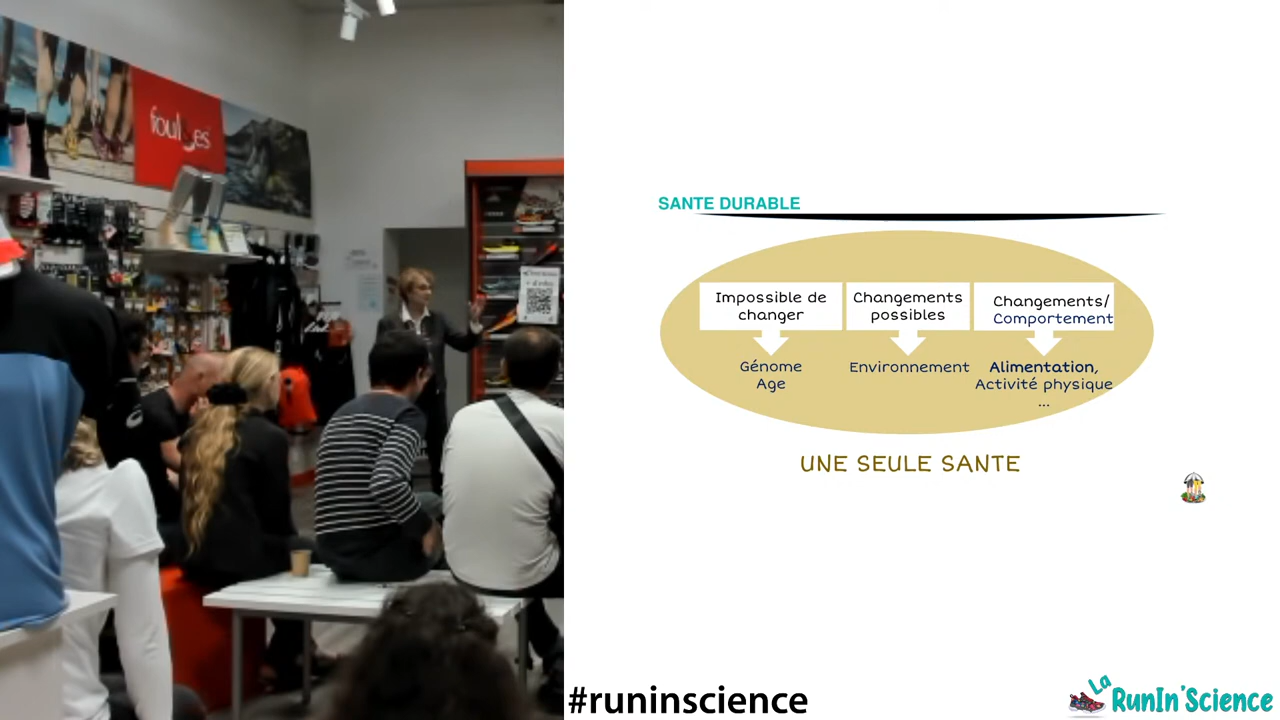 foulées
SANTE DURABLE
Impossible de
changer
Changements
possibles
Changements/
Comportement
Génome
Age
Environnement
Alimentation,
Activité physique
...
UNE SEULE SANTE
#runinscience
La
RunIn'Science